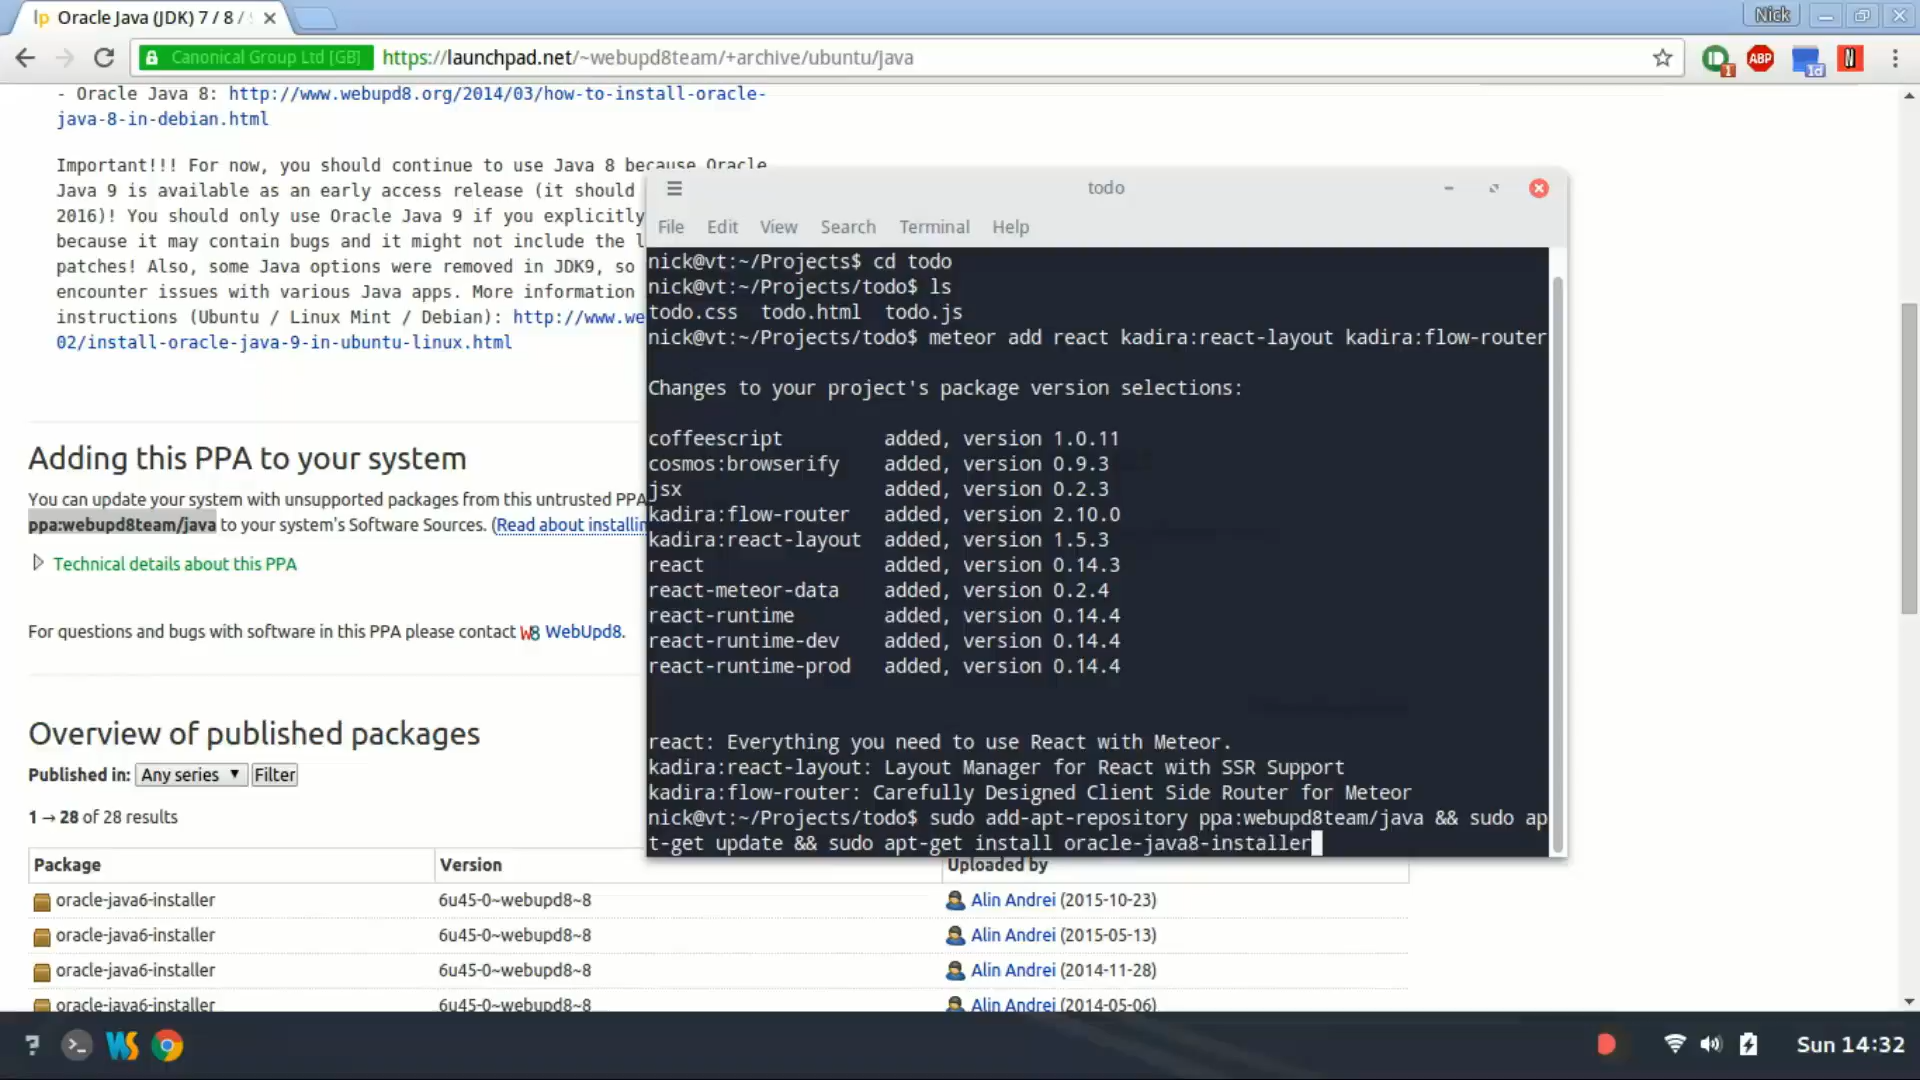 Oracle Java (JDK) 7 / 8 /
Nick
Canonical Group Ltd [GB]
https://launchpad.net/~webupd8team/+archive/ubuntu/java
1
ABP
1d
- Oracle Java 8: http://www.webupd8.org/2014/03/how-to-install-oracle-
java-8-in-debian.html
Important!!! For now, you should continue to use Java 8 because Oracle
Java 9 is available as an early access release (it should
2016)! You should only use Oracle Java 9 if you explicitly
because it may contain bugs and it might not include the l
patches! Also, some Java options were removed in JDK9, so
encounter issues with various Java apps. More information
instructions (Ubuntu / Linux Mint / Debian): http://www.we
02/install-oracle-java-9-in-ubuntu-linux.html
Adding this PPA to your system
You can update your system with unsupported packages from this untrusted PPA
ppa:webupd8team/java to your system's Software Sources. (Read about installin
Technical details about this PPA
For questions and bugs with software in this PPA please contact W8 WebUpd8.
Overview of published packages
Published in: Any series Filter
1 → 28 of 28 results
Package Version Uploaded by
oracle-java6-installer 6u45-0~webupd8~8 Alin Andrei (2015-10-23)
oracle-java6-installer 6u45-0~webupd8~8 Alin Andrei (2015-05-13)
oracle-java6-installer 6u45-0~webupd8~8 Alin Andrei (2014-11-28)
oracle-java6-installer 6u45-0~webupd8~8 Alin Andrei (2014-05-06)
todo
File Edit View Search Terminal Help
nick@vt:~/Projects$ cd todo
nick@vt:~/Projects/todo$ ls
todo.css todo.html todo.js
nick@vt:~/Projects/todo$ meteor add react kadira:react-layout kadira:flow-router
Changes to your project's package version selections:
coffeescript added, version 1.0.11
cosmos:browserify added, version 0.9.3
jsx added, version 0.2.3
kadira:flow-router added, version 2.10.0
kadira:react-layout added, version 1.5.3
react added, version 0.14.3
react-meteor-data added, version 0.2.4
react-runtime added, version 0.14.4
react-runtime-dev added, version 0.14.4
react-runtime-prod added, version 0.14.4
react: Everything you need to use React with Meteor.
kadira:react-layout: Layout Manager for React with SSR Support
kadira:flow-router: Carefully Designed Client Side Router for Meteor
nick@vt:~/Projects/todo$ sudo add-apt-repository ppa:webupd8team/java && sudo ap
t-get update && sudo apt-get install oracle-java8-installer
? WS
Sun 14:32